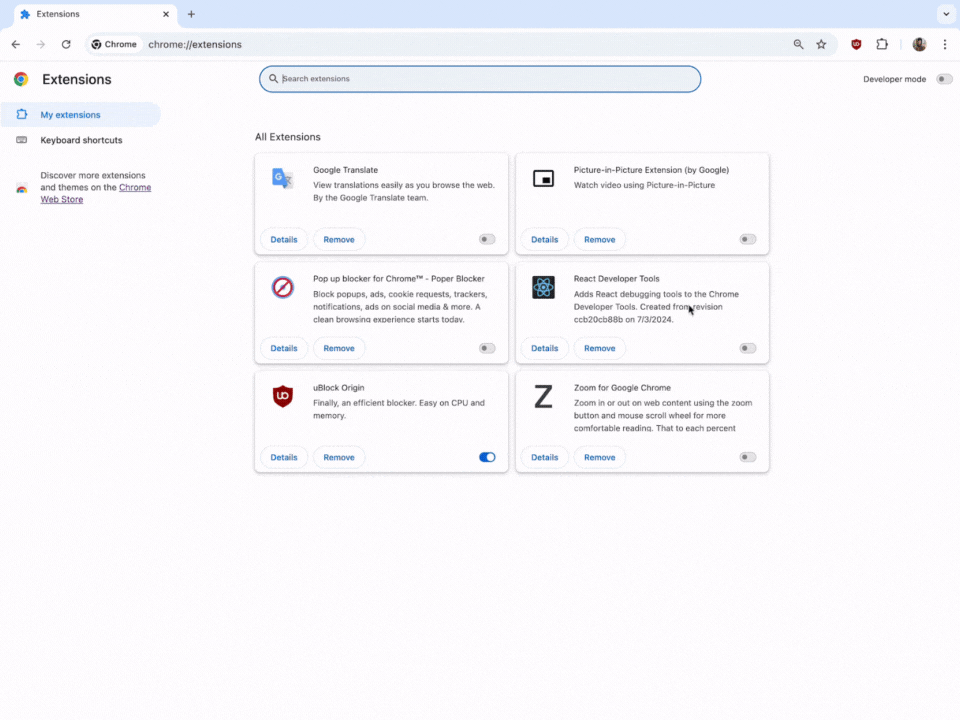 Extensions
Chrome
chrome://extensions
Extensions
Search extensions
Developer mode
My extensions
Keyboard shortcuts
Discover more extensions
and themes on the Chrome
Web Store
All Extensions
Google Translate
View translations easily as you browse the web.
By the Google Translate team.
Details
Remove
Picture-in-Picture Extension (by Google)
Watch video using Picture-in-Picture
Details
Remove
Pop up blocker for Chrome™ - Poper Blocker
Block popups, ads, cookie requests, trackers,
notifications, ads on social media & more. A
clean browsing experience starts today.
Details
Remove
React Developer Tools
Adds React debugging tools to the Chrome
Developer Tools. Created from revision
ccb20cb88b on 7/3/2024.
Details
Remove
uBlock Origin
Finally, an efficient blocker. Easy on CPU and
memory.
Details
Remove
Z
Zoom for Google Chrome
Zoom in or out on web content using the zoom
button and mouse scroll wheel for more
comfortable reading. That to each percent
Details
Remove